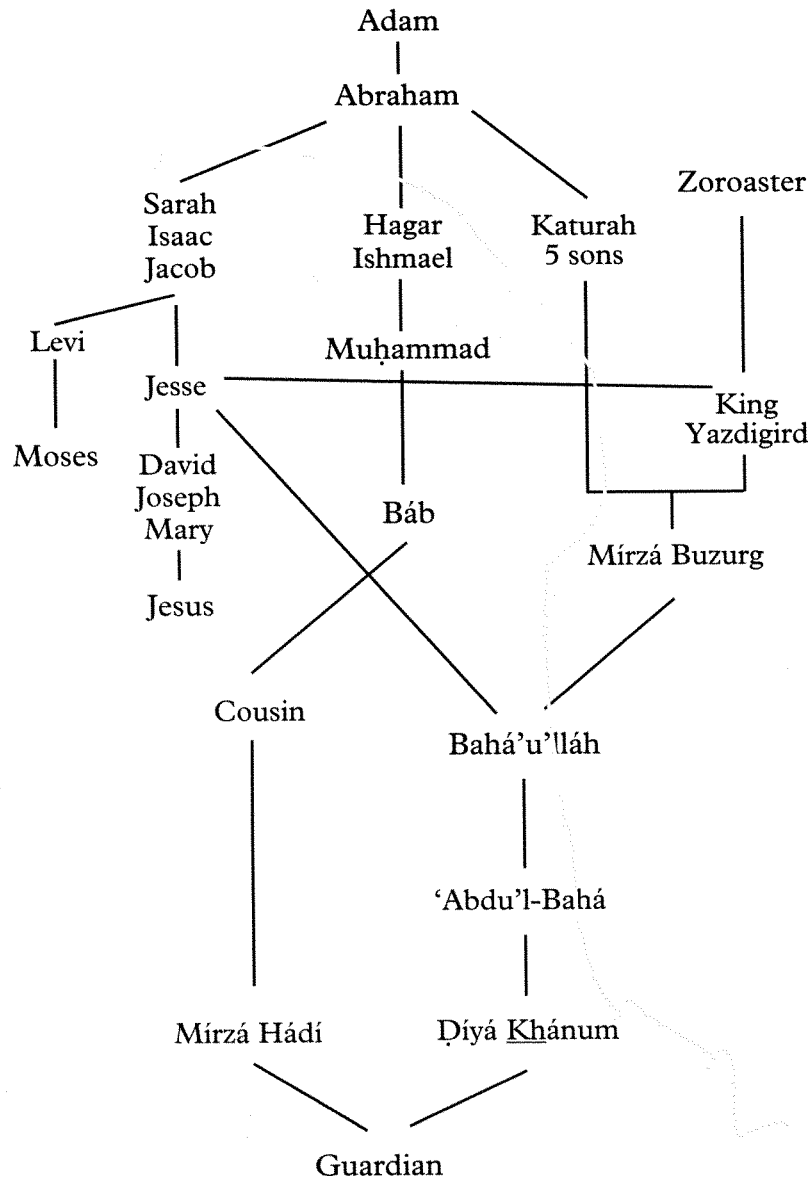 Adam
Abraham
Sarah
Isaac
Jacob
Hagar
Ishmael
Katurah
5 sons
Zoroaster
Levi
Moses
Jesse
David
Joseph
Mary
Jesus
Muḥammad
Báb
King
Yazdigird
Mírzá Buzurg
Cousin
Bahá’u’lláh
‘Abdu’l-Bahá
Mírzá Hádí
Ḍíyá Khánum
Guardian